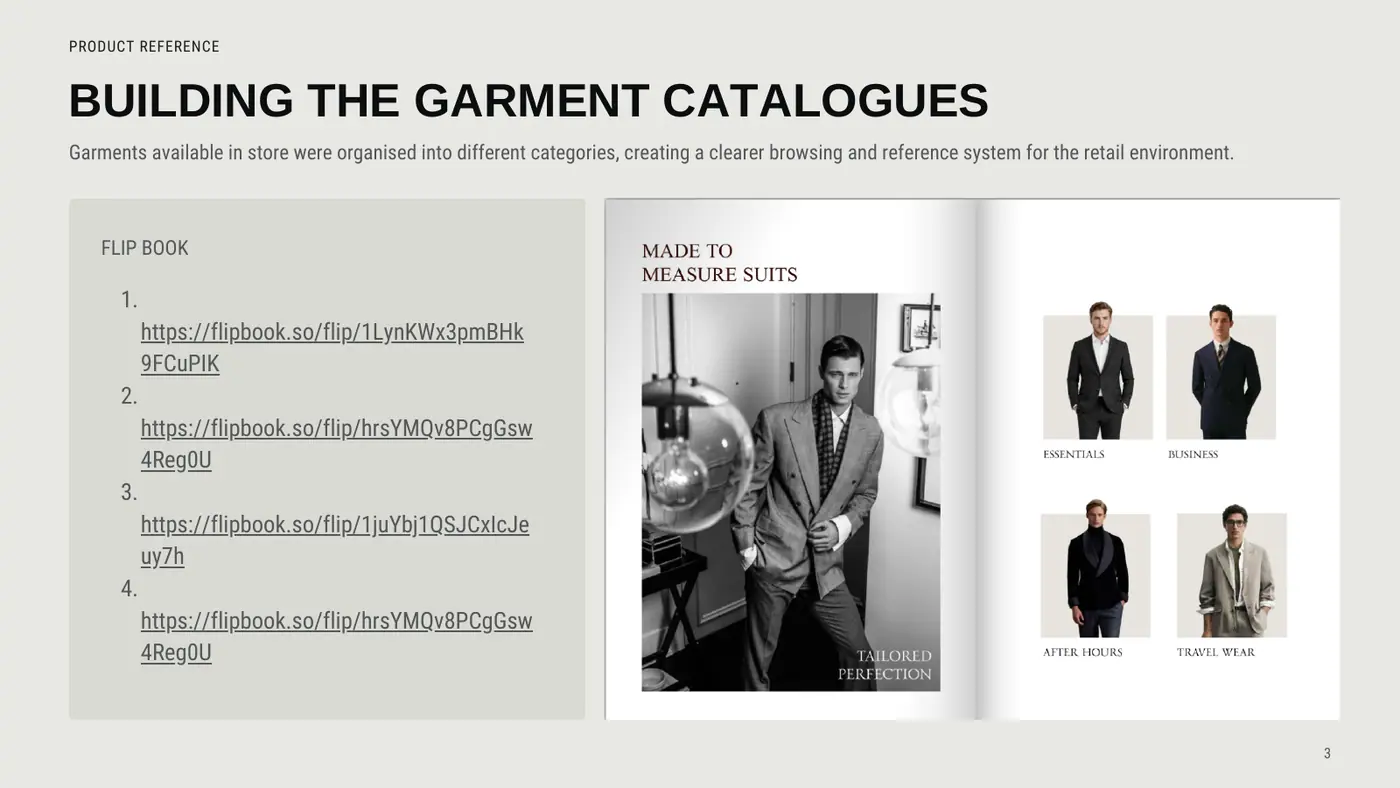 PRODUCT REFERENCE
BUILDING THE GARMENT CATALOGUES
Garments available in store were organised into different categories, creating a clearer browsing and reference system for the retail environment.
FLIP BOOK
1.
https://flipbook.so/flip/1LynKWx3pmBHk
9FCuPIK
2.
https://flipbook.so/flip/hrsYMQv8PCgGsw
4Reg0U
3.
https://flipbook.so/flip/1juYbj1QSJCxIcJe
uy7h
4.
https://flipbook.so/flip/hrsYMQv8PCgGsw
4Reg0U
MADE TO
MEASURE SUITS
TAILORED
PERFECTION
ESSENTIALS
BUSINESS
AFTER HOURS
TRAVEL WEAR
3